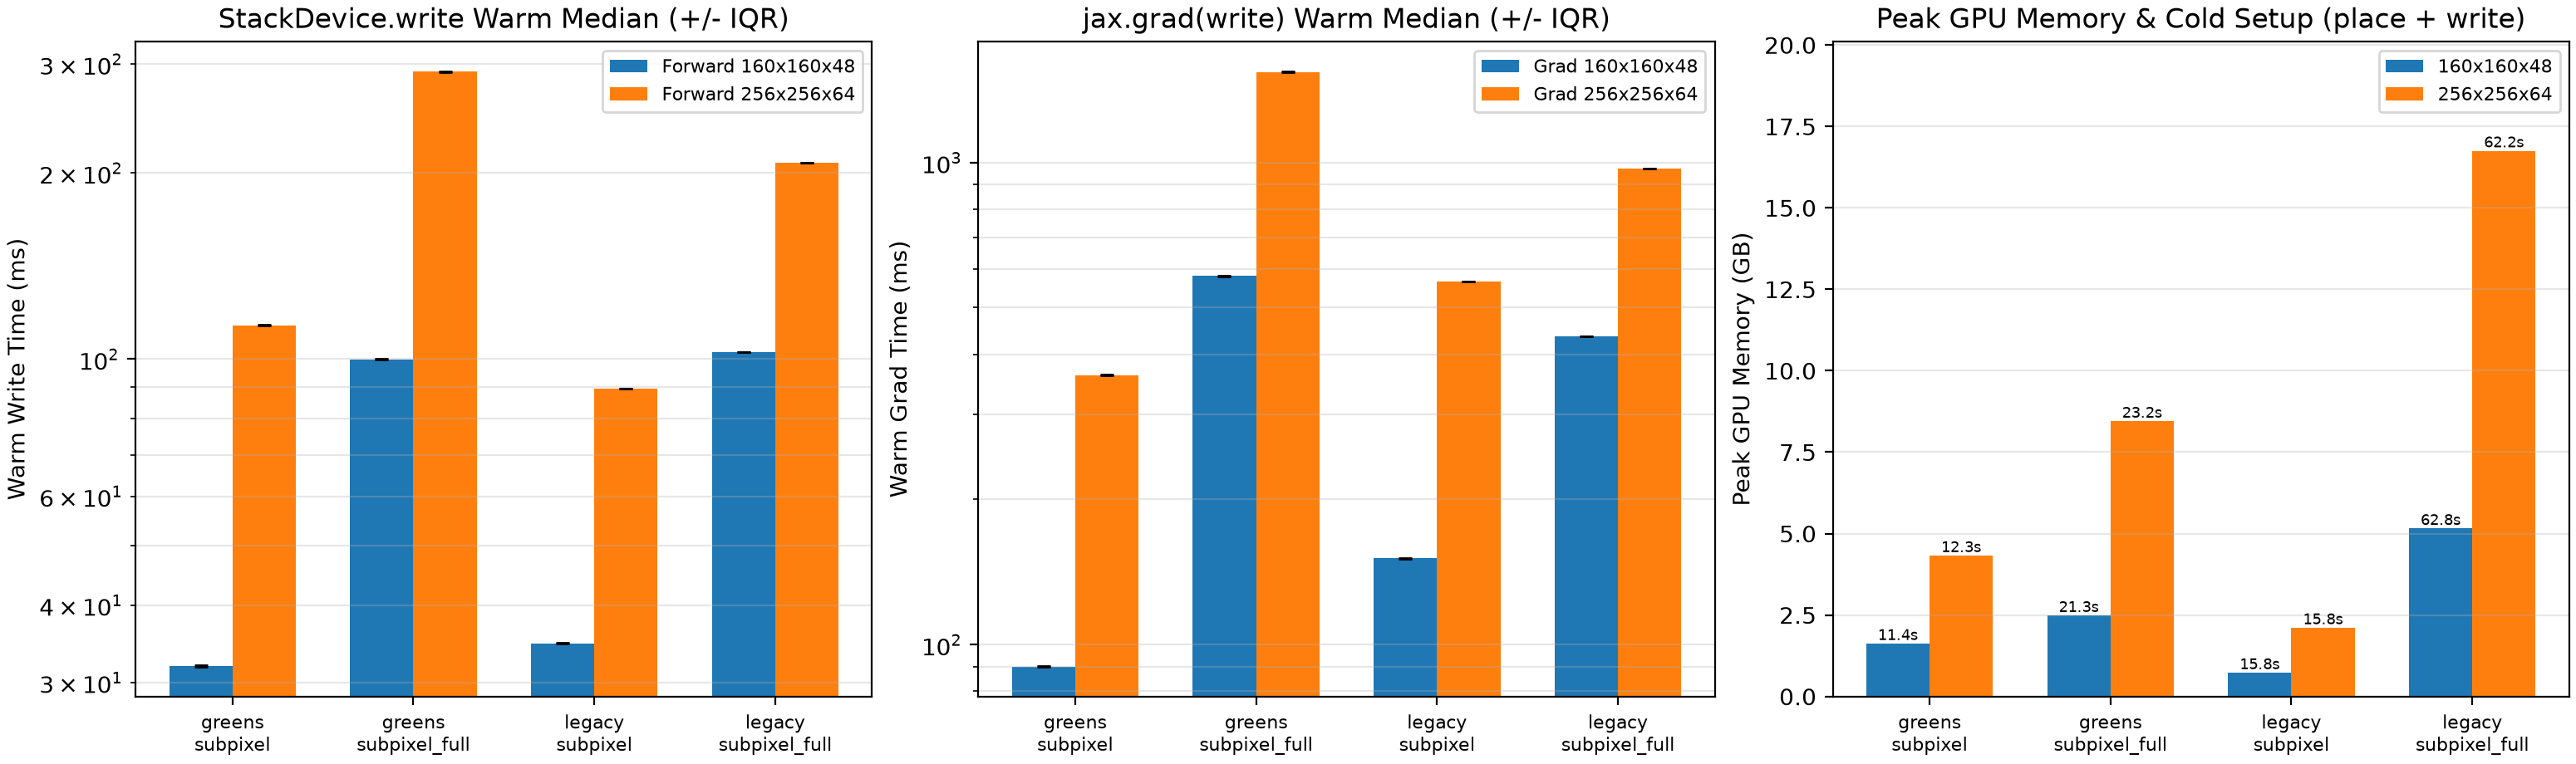 StackDevice.write Warm Median (+/- IQR)
Warm Write Time (ms)
3 × 10²
2 × 10²
10²
6 × 10¹
4 × 10¹
3 × 10¹
Forward 160x160x48
Forward 256x256x64
greens
subpixel
greens
subpixel_full
legacy
subpixel
legacy
subpixel_full
jax.grad(write) Warm Median (+/- IQR)
Warm Grad Time (ms)
10³
10²
Grad 160x160x48
Grad 256x256x64
greens
subpixel
greens
subpixel_full
legacy
subpixel
legacy
subpixel_full
Peak GPU Memory & Cold Setup (place + write)
Peak GPU Memory (GB)
20.0
17.5
15.0
12.5
10.0
7.5
5.0
2.5
0.0
160x160x48
256x256x64
11.4s
12.3s
21.3s
23.2s
15.8s
15.8s
62.8s
62.2s
greens
subpixel
greens
subpixel_full
legacy
subpixel
legacy
subpixel_full